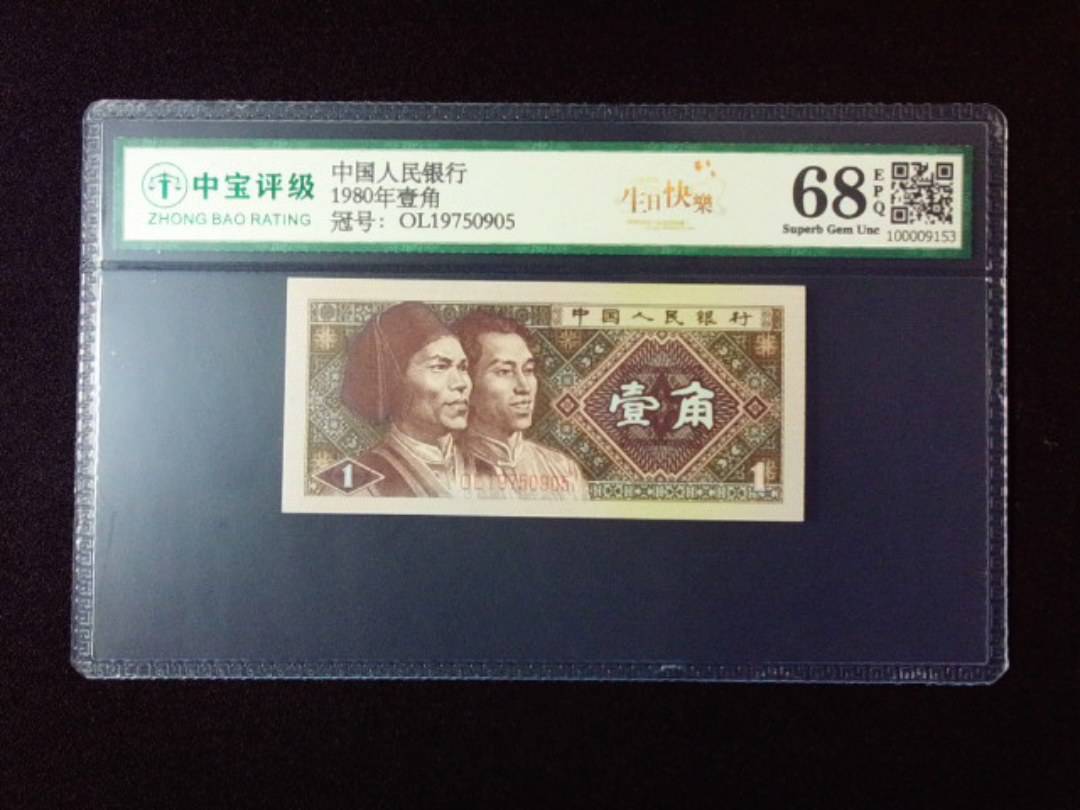 中宝评级
ZHONG BAO RATING
中国人民银行
1980年壹角
冠号：OL19750905
生日快樂
68
EPQ
Superb Gem Unc
100009153
中国人民银行
壹角
1
OL19750905
1